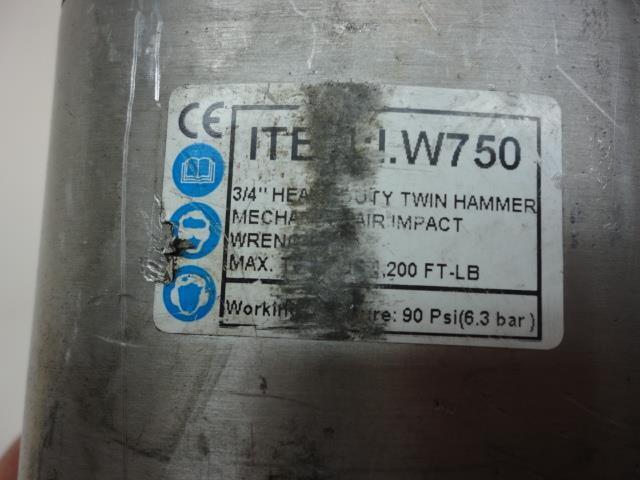 CE
ITE W750
3/4" HEA DUTY TWIN HAMMER
MECHA AIR IMPACT
WRENC
MAX. ,200 FT-LB
Workin re: 90 Psi(6.3 bar)